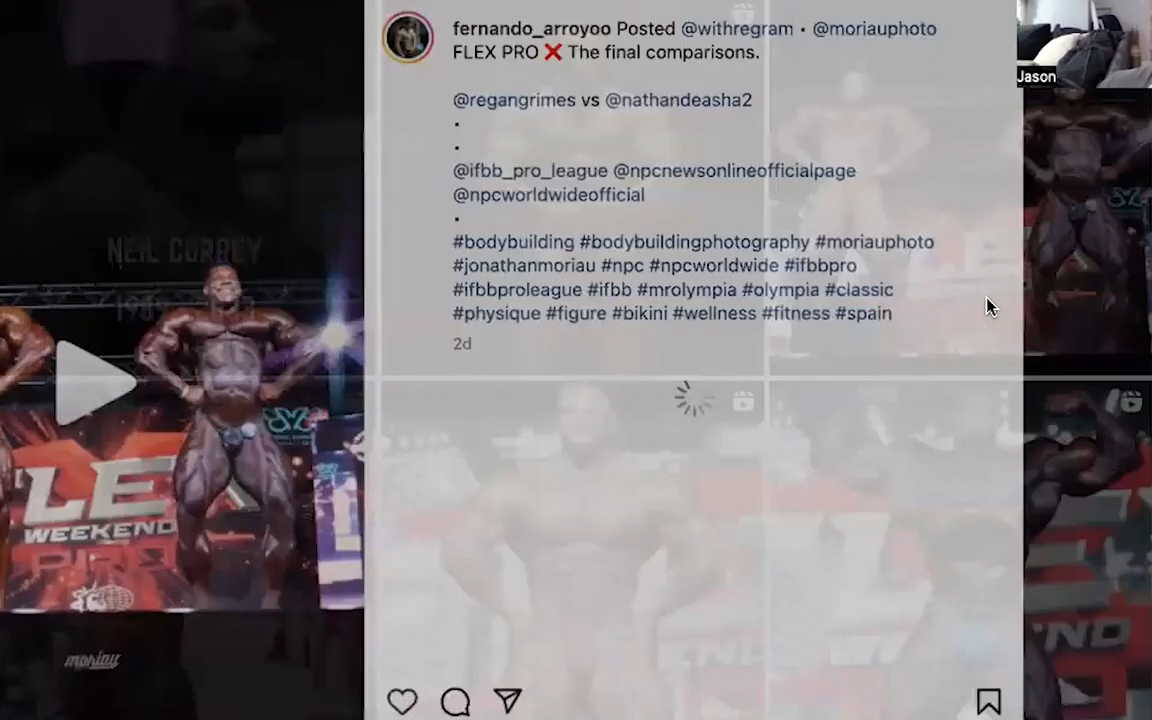 fernando_arroyoo Posted @withregram • @moriauphoto
FLEX PRO ❌ The final comparisons.
@regangrimes vs @nathandeasha2
.
.
@ifbb_pro_league @npcnewsonlineofficialpage
@npcworldwideofficial
.
#bodybuilding #bodybuildingphotography #moriauphoto
#jonathanmoriau #npc #npcworldwide #ifbbpro
#ifbbproleague #ifbb #mrolympia #olympia #classic
#physique #figure #bikini #wellness #fitness #spain
2d
Jason
NEIL CURREY
WEEKEND
PRO
moriau